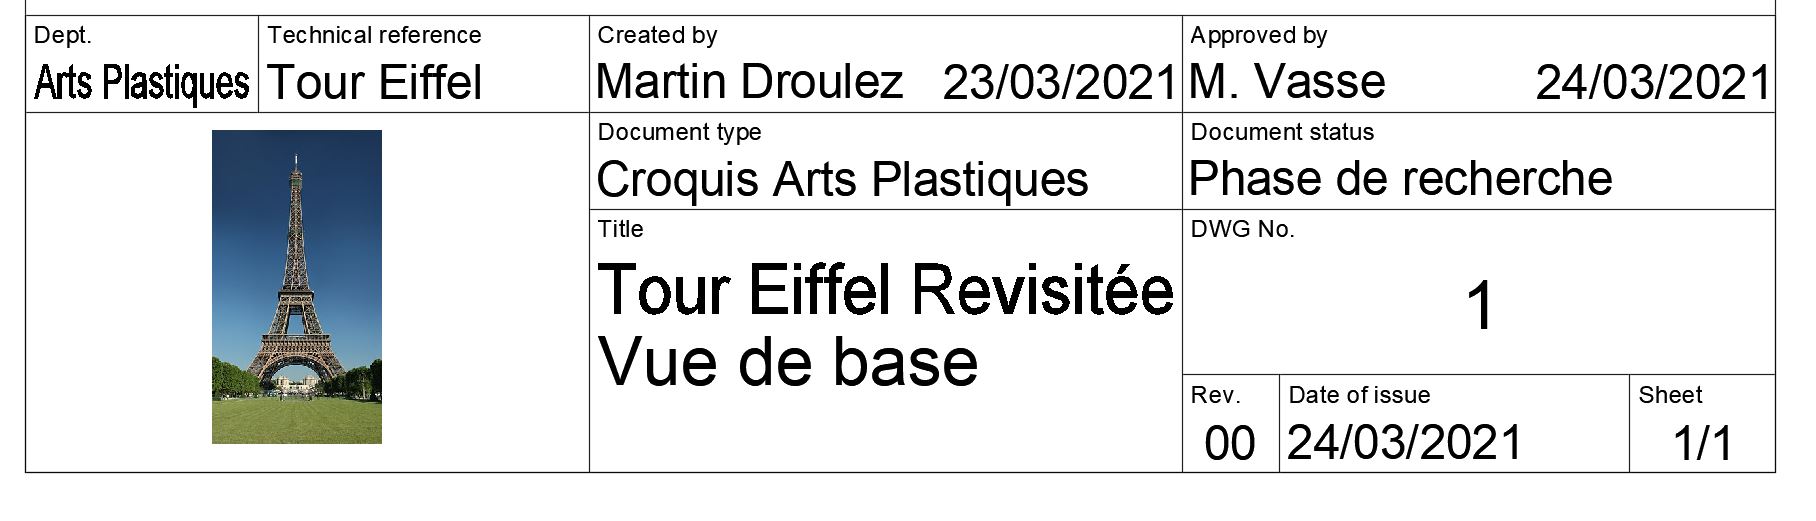 Dept.
Technical reference
Created by
Approved by
Arts Plastiques
Tour Eiffel
Martin Droulez 23/03/2021
M. Vasse 24/03/2021
Document type
Document status
Croquis Arts Plastiques
Phase de recherche
Title
DWG No.
Tour Eiffel Revisitée
Vue de base
1
Rev.
Date of issue
Sheet
00
24/03/2021
1/1